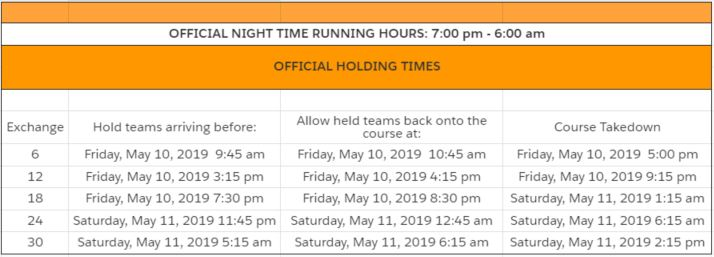 OFFICIAL NIGHT TIME RUNNING HOURS: 7:00 pm - 6:00 am
OFFICIAL HOLDING TIMES
Exchange Hold teams arriving before: Allow held teams back onto the course at: Course Takedown
6 Friday, May 10, 2019 9:45 am Friday, May 10, 2019 10:45 am Friday, May 10, 2019 5:00 pm
12 Friday, May 10, 2019 3:15 pm Friday, May 10, 2019 4:15 pm Friday, May 10, 2019 9:15 pm
18 Friday, May 10, 2019 7:30 pm Friday, May 10, 2019 8:30 pm Saturday, May 11, 2019 1:15 am
24 Saturday, May 11, 2019 11:45 pm Saturday, May 11, 2019 12:45 am Saturday, May 11, 2019 6:15 am
30 Saturday, May 11, 2019 5:15 am Saturday, May 11, 2019 6:15 am Saturday, May 11, 2019 2:15 pm